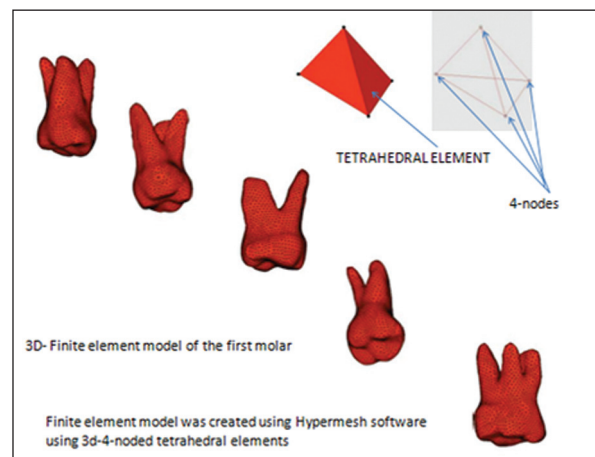 TETRAHEDRAL ELEMENT
4-nodes
3D- Finite element model of the first molar
Finite element model was created using Hypermesh software
using 3d-4-noded tetrahedral elements